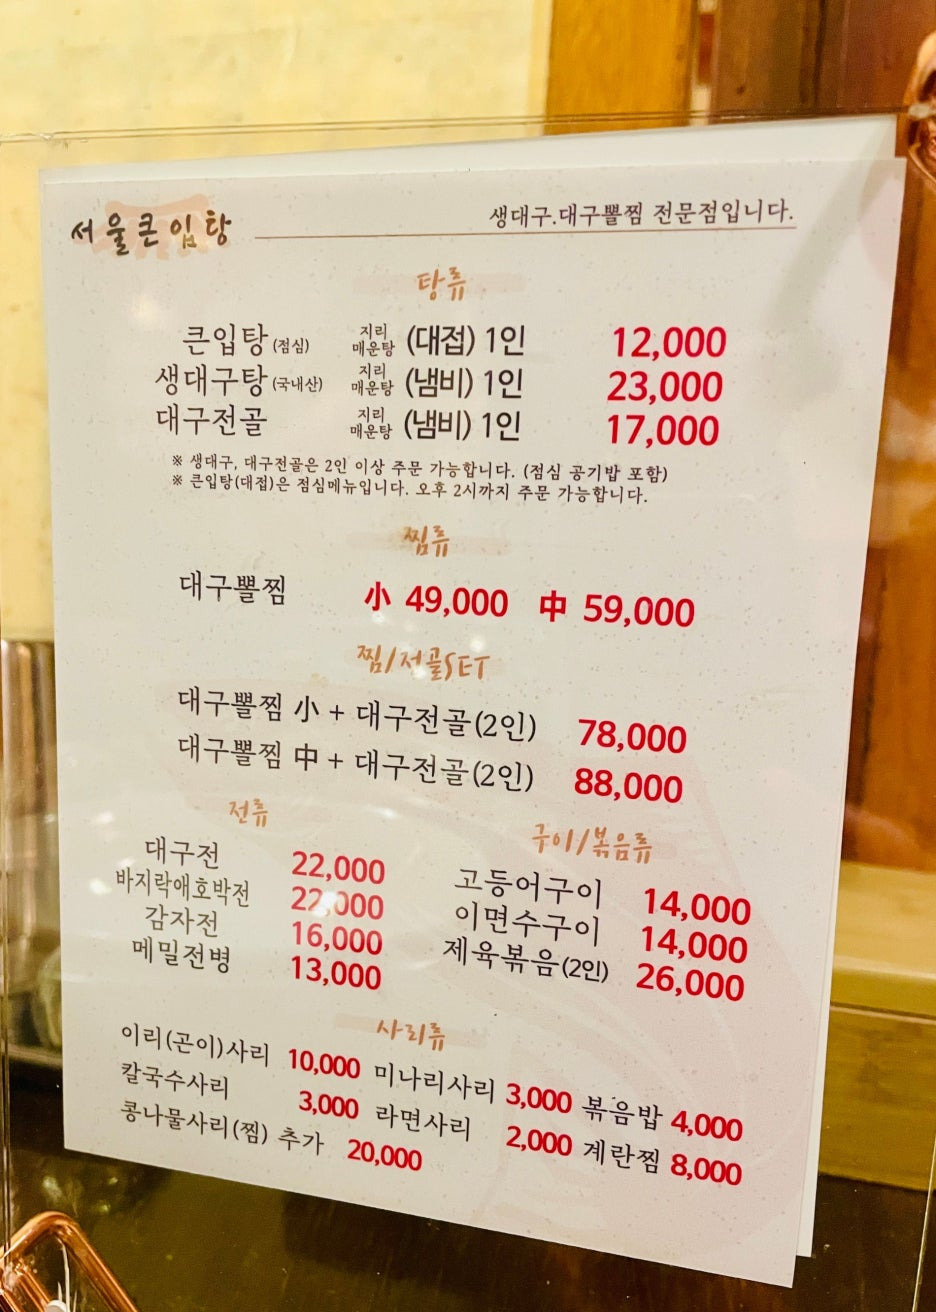 서울큰입탕
생대구.대구뽈찜 전문점입니다.
탕류
큰입탕(점심) 지리 매운탕 (대접) 1인 12,000
생대구탕(국내산) 지리 매운탕 (냄비) 1인 23,000
대구전골 지리 매운탕 (냄비) 1인 17,000
※ 생대구, 대구전골은 2인 이상 주문 가능합니다. (점심 공기밥 포함)
※ 큰입탕(대접)은 점심메뉴입니다. 오후 2시까지 주문 가능합니다.
찜류
대구뽈찜 小 49,000 中 59,000
찜/전골SET
대구뽈찜 小 + 대구전골(2인) 78,000
대구뽈찜 中 + 대구전골(2인) 88,000
전류
대구전 22,000
바지락애호박전 22,000
감자전 16,000
메밀전병 13,000
구이/볶음류
고등어구이 14,000
이면수구이 14,000
제육볶음(2인) 26,000
사리류
이리(곤이)사리 10,000 미나리사리 3,000 볶음밥 4,000
칼국수사리 3,000 라면사리 2,000 계란찜 8,000
콩나물사리(찜) 추가 20,000